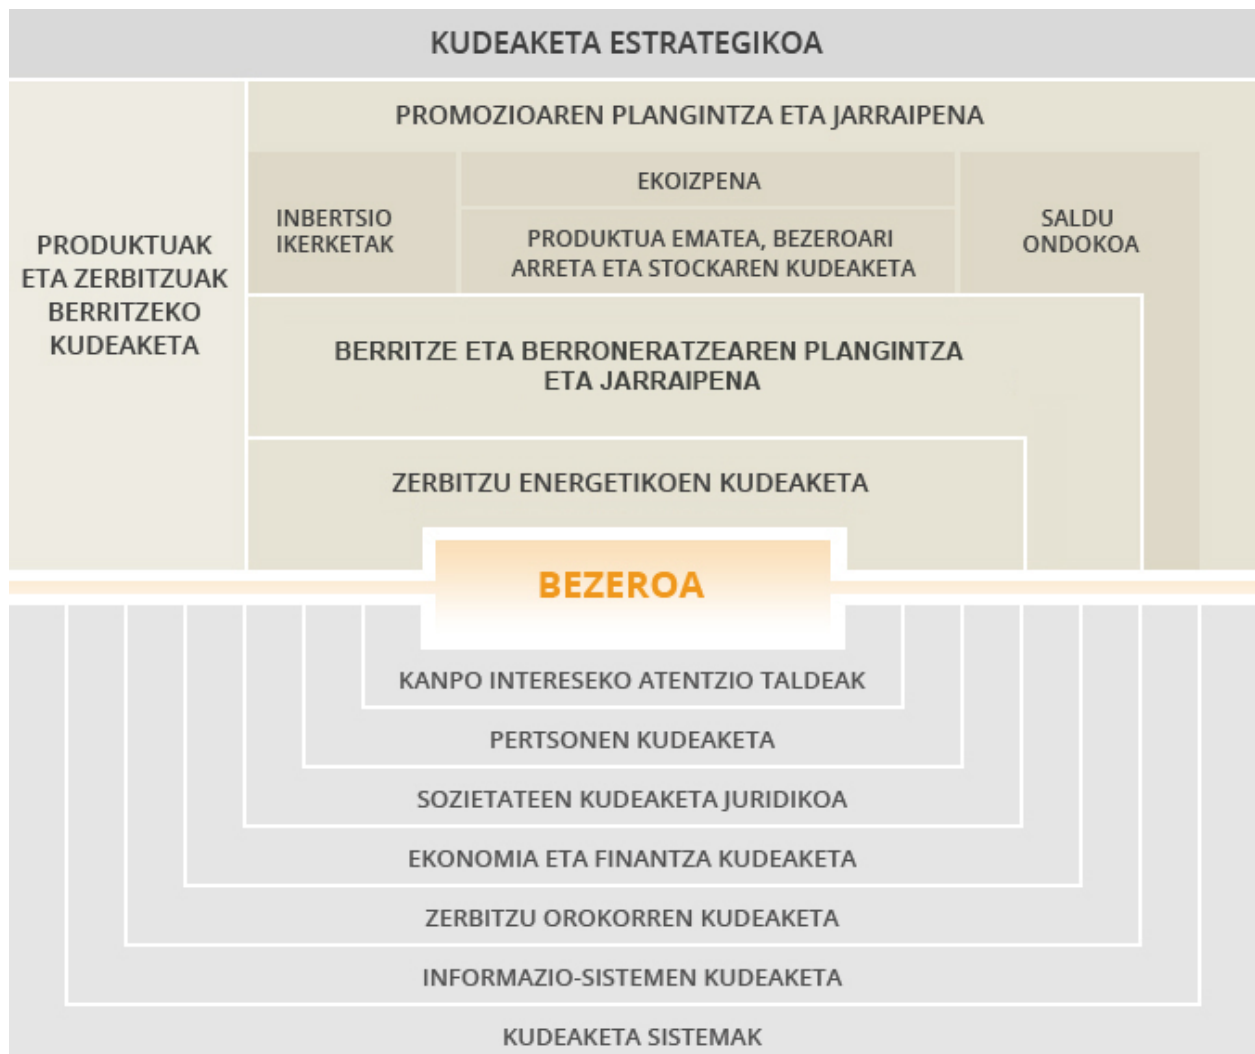 KUDEAKETA ESTRATEGIKOA
PROMOZIOAREN PLANGINTZA ETA JARRAIPENA
PRODUKTUAK
ETA ZERBITZUAK
BERRITZEKO
KUDEAKETA
INBERTSIO
IKERKETAK
EKOIZPENA
PRODUKTUA EMATEA, BEZEROARI
ARRETA ETA STOCKAREN KUDEAKETA
SALDU
ONDOKOA
BERRITZE ETA BERRONERATZEAREN PLANGINTZA
ETA JARRAIPENA
ZERBITZU ENERGETIKOEN KUDEAKETA
BEZEROA
KANPO INTERESEKO ATENTZIO TALDEAK
PERTSONEN KUDEAKETA
SOZIETATEEN KUDEAKETA JURIDIKOA
EKONOMIA ETA FINANTZA KUDEAKETA
ZERBITZU OROKORREN KUDEAKETA
INFORMAZIO-SISTEMEN KUDEAKETA
KUDEAKETA SISTEMAK